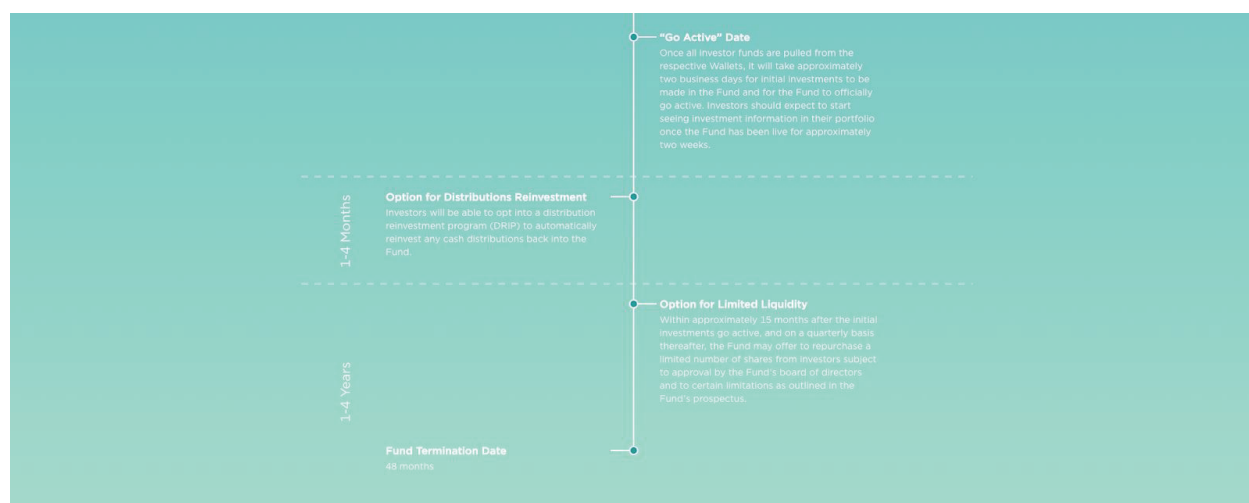 “Go Active” Date
Once all investor funds are pulled from the
respective Wallets, it will take approximately
two business days for initial investments to be
made in the Fund and for the Fund to officially
go active. Investors should expect to start
seeing investment information in their portfolio
once the Fund has been live for approximately
two weeks.
1-4 Months
Option for Distributions Reinvestment
Investors will be able to opt into a distribution
reinvestment program (DRIP) to automatically
reinvest any cash distributions back into the
Fund.
1-4 Years
Option for Limited Liquidity
Within approximately 15 months after the initial
investments go active, and on a quarterly basis
thereafter, the Fund may offer to repurchase a
limited number of shares from investors subject
to approval by the Fund’s board of directors
and to certain limitations as outlined in the
Fund’s prospectus.
Fund Termination Date
48 months